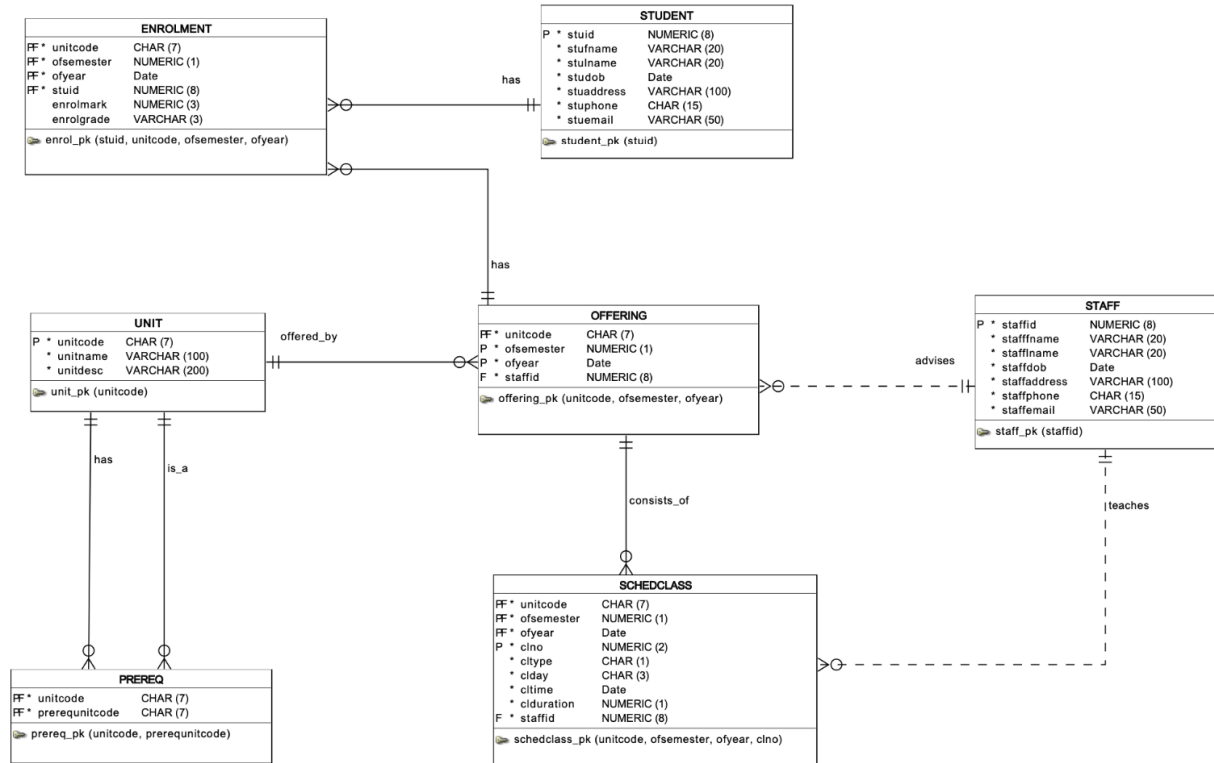 ENROLMENT
PF * unitcode CHAR (7)
PF * ofsemester NUMERIC (1)
PF * ofyear Date
PF * stuid NUMERIC (8)
enrolmark NUMERIC (3)
enrolgrade VARCHAR (3)
enrol_pk (stuid, unitcode, ofsemester, ofyear)
has
STUDENT
P * stuid NUMERIC (8)
* stufname VARCHAR (20)
* stulname VARCHAR (20)
* studob Date
* stuaddress VARCHAR (100)
* stuphone CHAR (15)
* stuemail VARCHAR (50)
student_pk (stuid)
has
UNIT
P * unitcode CHAR (7)
* unitname VARCHAR (100)
* unitdesc VARCHAR (200)
unit_pk (unitcode)
offered_by
OFFERING
PF * unitcode CHAR (7)
P * ofsemester NUMERIC (1)
P * ofyear Date
F * staffid NUMERIC (8)
offering_pk (unitcode, ofsemester, ofyear)
advises
STAFF
P * staffid NUMERIC (8)
* stafffname VARCHAR (20)
* stafflname VARCHAR (20)
* staffdob Date
* staffaddress VARCHAR (100)
* staffphone CHAR (15)
* staffemail VARCHAR (50)
staff_pk (staffid)
has
is_a
consists_of
teaches
PREREQ
PF * unitcode CHAR (7)
PF * prerequnitcode CHAR (7)
prereq_pk (unitcode, prerequnitcode)
SCHEDCLASS
PF * unitcode CHAR (7)
PF * ofsemester NUMERIC (1)
PF * ofyear Date
P * clno NUMERIC (2)
* cltype CHAR (1)
* clday CHAR (3)
* cltime Date
* clduration NUMERIC (1)
F * staffid NUMERIC (8)
schedclass_pk (unitcode, ofsemester, ofyear, clno)